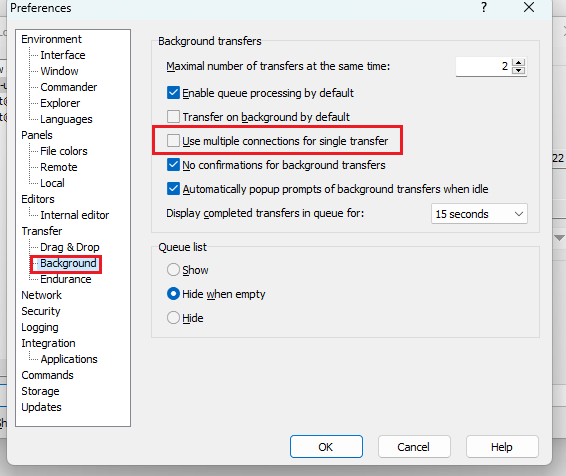 Preferences
?
Environment
Interface
Window
Commander
Explorer
Languages
Panels
File colors
Remote
Local
Editors
Internal editor
Transfer
Drag & Drop
Background
Endurance
Network
Security
Logging
Integration
Applications
Commands
Storage
Updates
Background transfers
Maximal number of transfers at the same time:
2
Enable queue processing by default
Transfer on background by default
Use multiple connections for single transfer
No confirmations for background transfers
Automatically popup prompts of background transfers when idle
Display completed transfers in queue for:
15 seconds
Queue list
Show
Hide when empty
Hide
OK
Cancel
Help
22